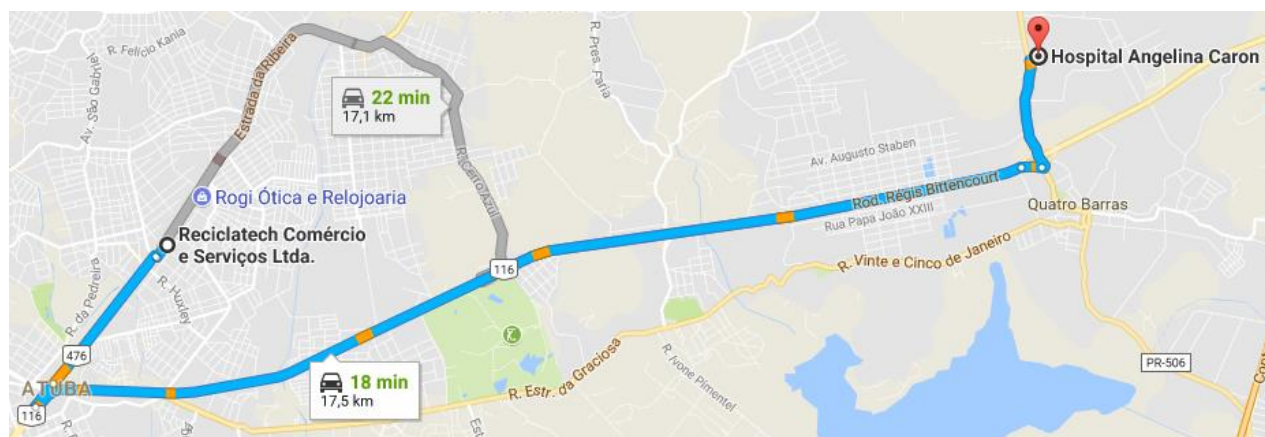 R. Felício Kania
Av. São Gabriel
Estrada da Ribeira
22 min
17,1 km
R. Pres. Faria
Hospital Angelina Caron
Av. Augusto Staben
R. Cerro Azul
Rogi Ótica e Relojoaria
Rod. Régis Bittencourt
Rua Papa João XXIII
Quatro Barras
Reciclatech Comércio
e Serviços Ltda.
116
R. Vinte e Cinco de Janeiro
R. da Pedreira
R. Huxley
476
ATUBA
18 min
17,5 km
R. Estr. da Graciosa
R. Ivone Pimentel
PR-506
116